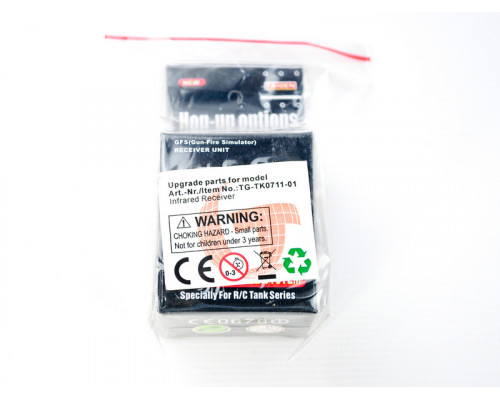 NEW
Hop-up options
GFS(Gun-Fire Simulator)
RECEIVER UNIT
Upgrade parts for model
Art.-Nr./Item No.:TG-TK0711-01
Infrared Receiver
WARNING:
CHOKING HAZARD - Small parts.
Not for children under 3 years.
CE 0-3
Specially For R/C Tank Series